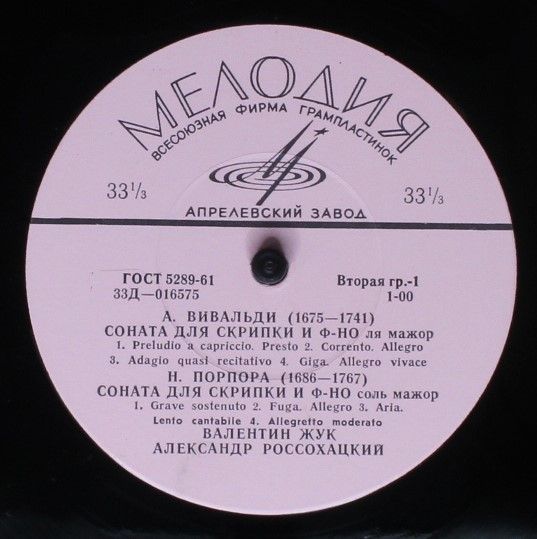 МЕЛОДИЯ
ВСЕСОЮЗНАЯ ФИРМА ГРАМПЛАСТИНОК
33⅓ 33⅓
АПРЕЛЕВСКИЙ ЗАВОД
ГОСТ 5289-61 Вторая гр.-1
33Д—016575 1-00
А. ВИВАЛЬДИ (1675—1741)
СОНАТА ДЛЯ СКРИПКИ И Ф-НО ля мажор
1. Preludio a capriccio. Presto 2. Corrento. Allegro
3. Adagio quasi recitativo 4. Giga. Allegro vivace
Н. ПОРПОРА (1686—1767)
СОНАТА ДЛЯ СКРИПКИ И Ф-НО соль мажор
1. Grave sostenuto 2. Fuga. Allegro 3. Aria.
Lento cantabile 4. Allegretto moderato
ВАЛЕНТИН ЖУК
АЛЕКСАНДР РОССОХАЦКИЙ